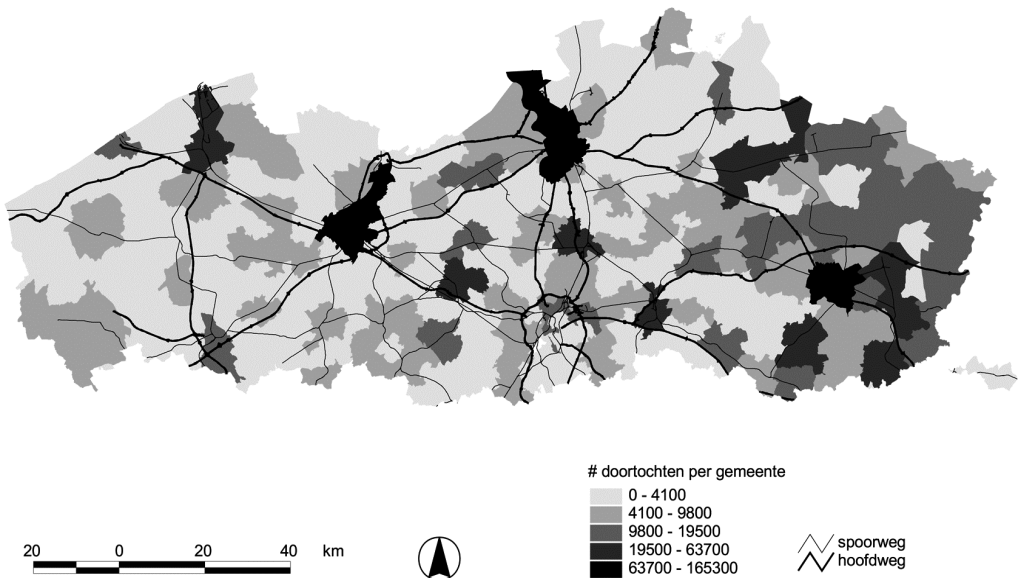 # doortochten per gemeente
0 - 4100
4100 - 9800
9800 - 19500
19500 - 63700
63700 - 165300
20 0 20 40 km
spoorweg
hoofdweg